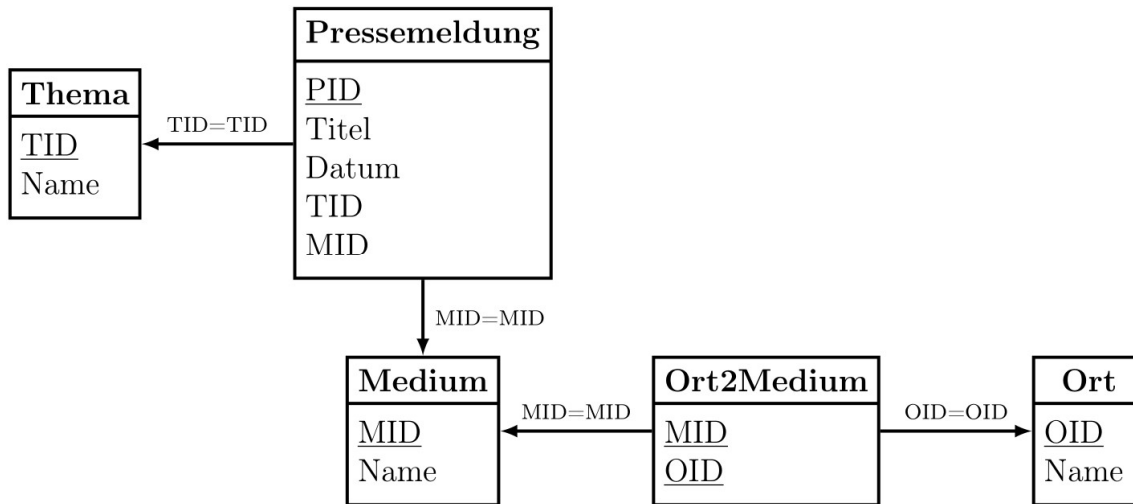 Pressemeldung
PID
Titel
Datum
TID
MID
Thema
TID
Name
TID=TID
MID=MID
Medium
MID
Name
MID=MID
Ort2Medium
MID
OID
OID=OID
Ort
OID
Name